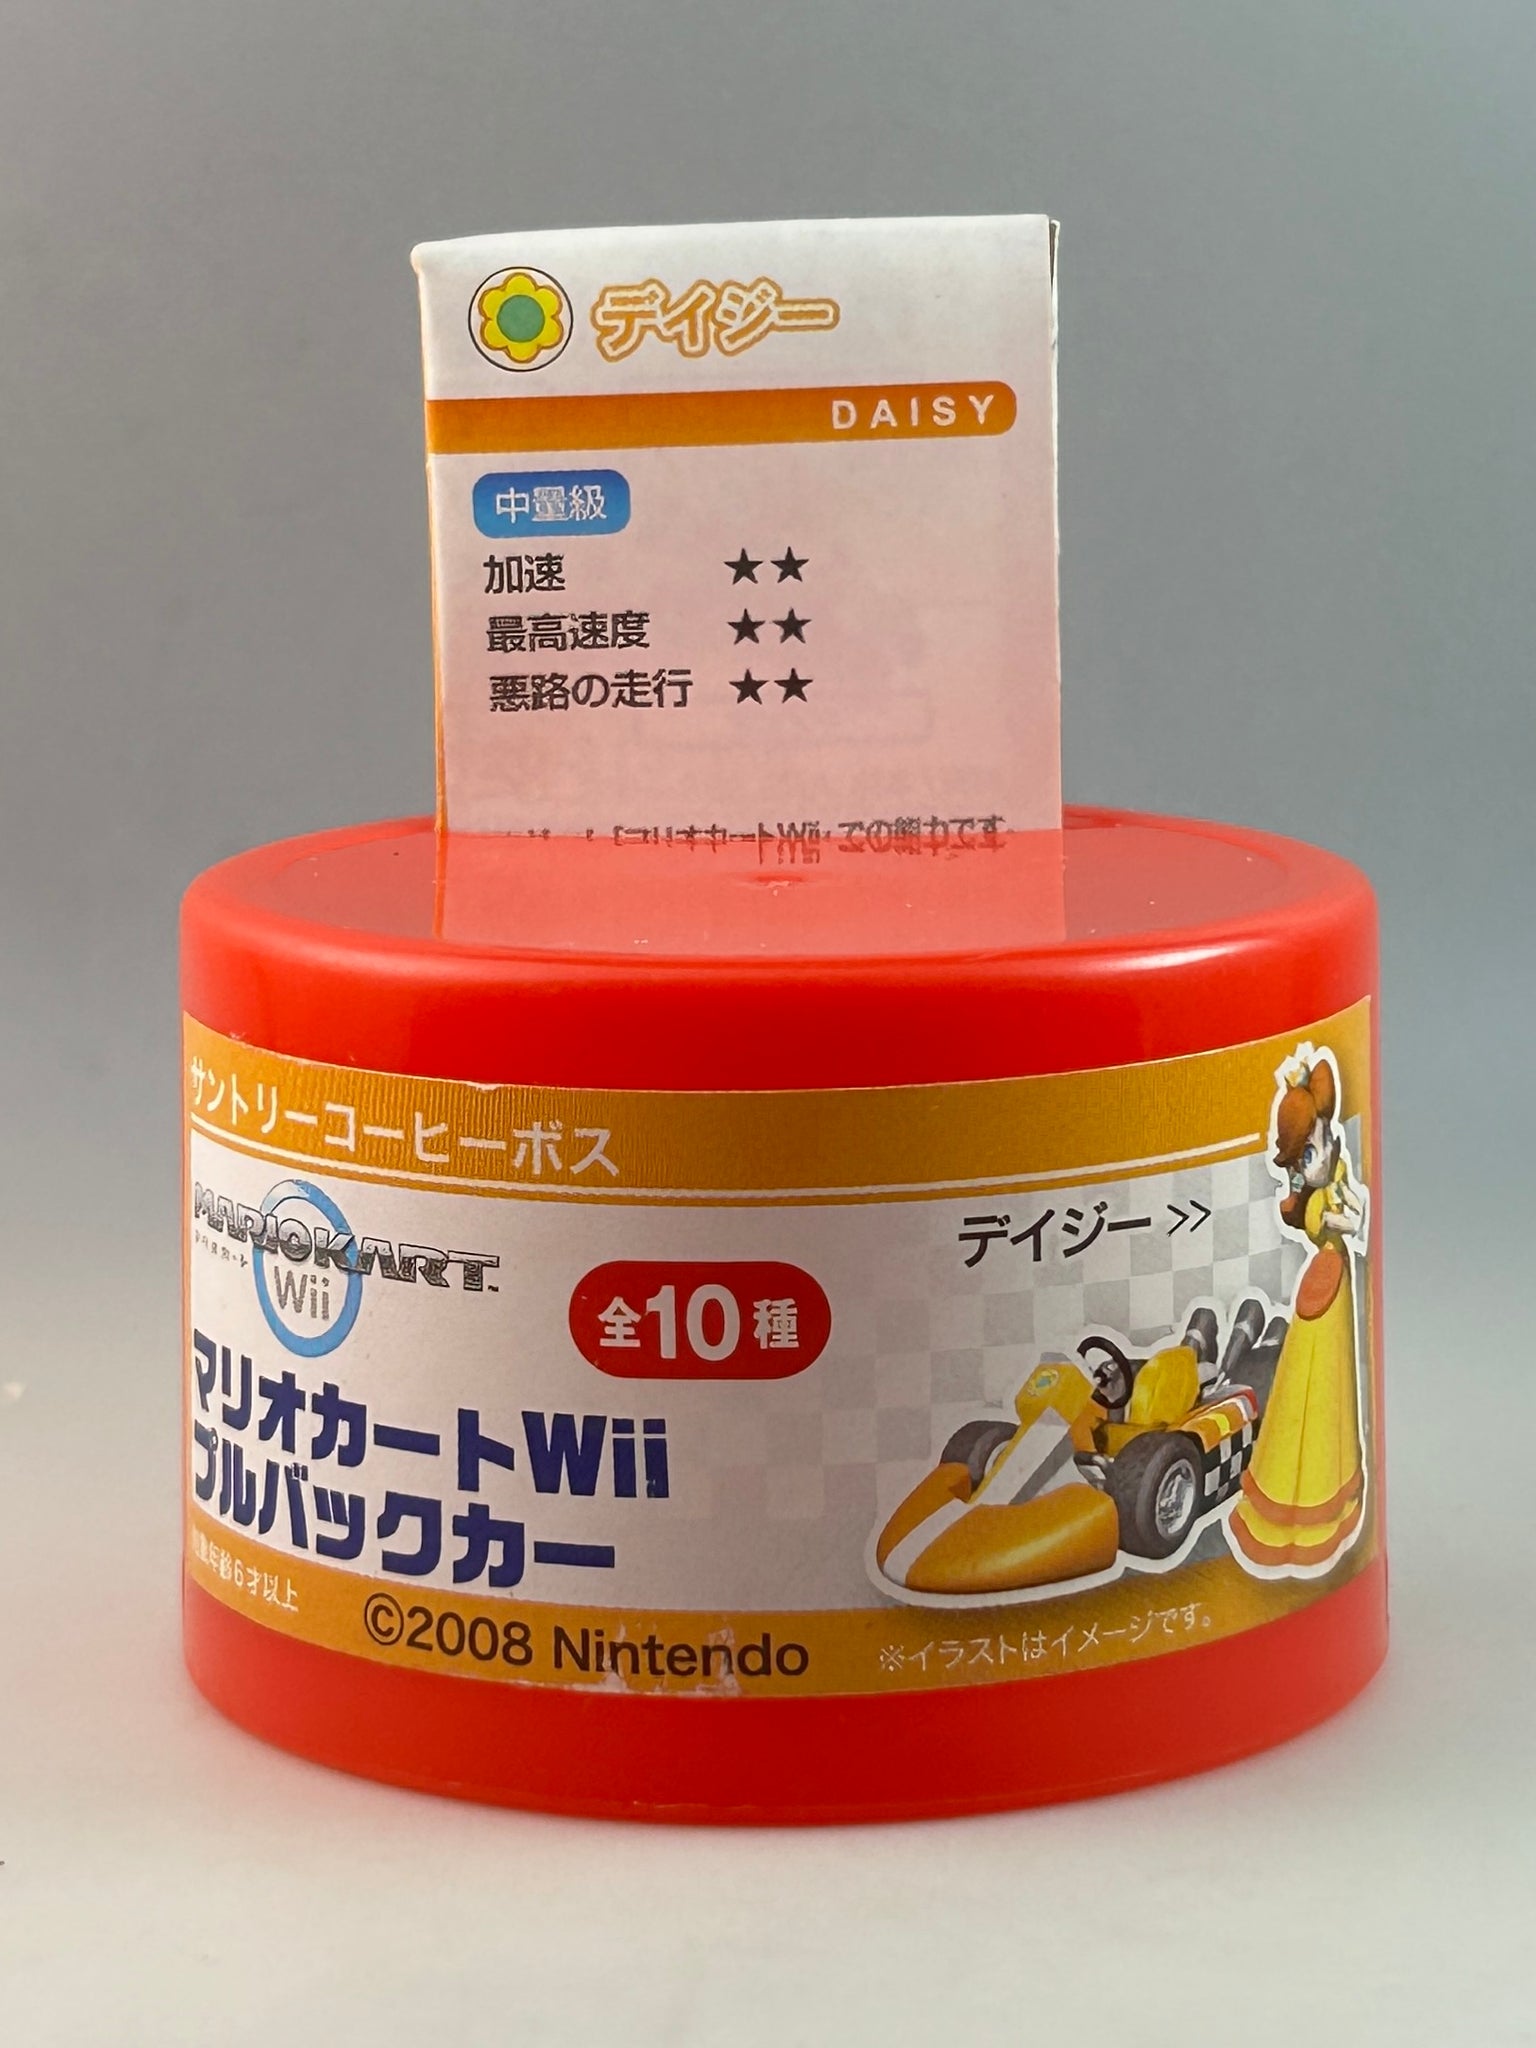 デイジー
DAISY
中量級
加速 ★★
最高速度 ★★
悪路の走行 ★★
サントリーコーヒーボス
MARIOKART™
Wii
全10種
デイジー>>
マリオカートWii
プルバックカー
年齢6才以上
©2008 Nintendo
※イラストはイメージです。